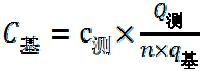 C基 = c测 × Q测 / (n×q基)